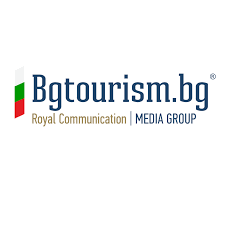 Bgtourism.bg®
Royal Communication | MEDIA GROUP